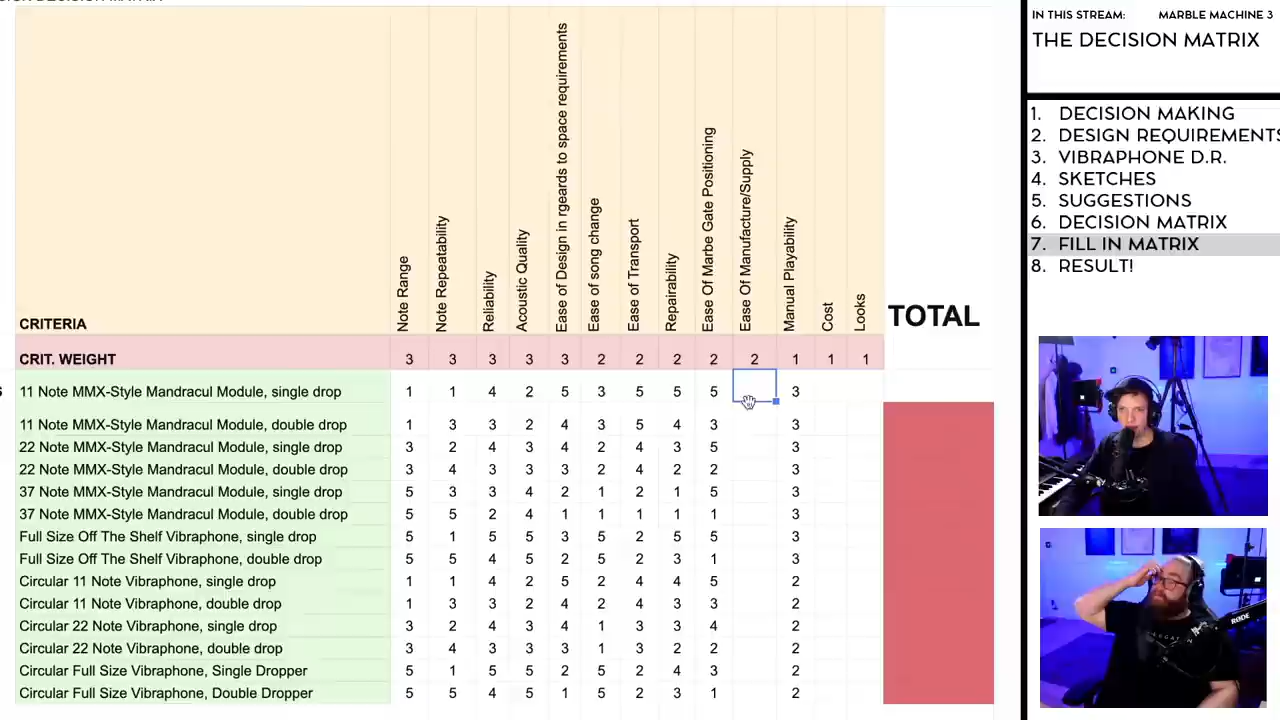 IN THIS STREAM: MARBLE MACHINE 3
THE DECISION MATRIX
1. DECISION MAKING
2. DESIGN REQUIREMENTS
3. VIBRAPHONE D.R.
4. SKETCHES
5. SUGGESTIONS
6. DECISION MATRIX
7. FILL IN MATRIX
8. RESULT!
CRITERIA
Note Range
Note Repeatability
Reliability
Acoustic Quality
Ease of Design in rgeards to space requirements
Ease of song change
Ease of Transport
Repairability
Ease Of Marbe Gate Positioning
Ease Of Manufacture/Supply
Manual Playability
Cost
Looks
TOTAL
CRIT. WEIGHT 3 3 3 3 3 2 2 2 2 2 1 1 1
11 Note MMX-Style Mandracul Module, single drop 1 1 4 2 5 3 5 5 5 3
11 Note MMX-Style Mandracul Module, double drop 1 3 3 2 4 3 5 4 3 3
22 Note MMX-Style Mandracul Module, single drop 3 2 4 3 4 2 4 3 5 3
22 Note MMX-Style Mandracul Module, double drop 3 4 3 3 3 2 4 2 2 3
37 Note MMX-Style Mandracul Module, single drop 5 3 3 4 2 1 2 1 5 3
37 Note MMX-Style Mandracul Module, double drop 5 5 2 4 1 1 1 1 1 3
Full Size Off The Shelf Vibraphone, single drop 5 1 5 5 3 5 2 5 5 3
Full Size Off The Shelf Vibraphone, double drop 5 5 4 5 2 5 2 3 1 3
Circular 11 Note Vibraphone, single drop 1 1 4 2 5 2 4 4 5 2
Circular 11 Note Vibraphone, double drop 1 3 3 2 4 2 4 3 3 2
Circular 22 Note Vibraphone, single drop 3 2 4 3 4 1 3 3 4 2
Circular 22 Note Vibraphone, double drop 3 4 3 3 3 1 3 2 2 2
Circular Full Size Vibraphone, Single Dropper 5 1 5 5 2 5 2 4 3 2
Circular Full Size Vibraphone, Double Dropper 5 5 4 5 1 5 2 3 1 2
RODE